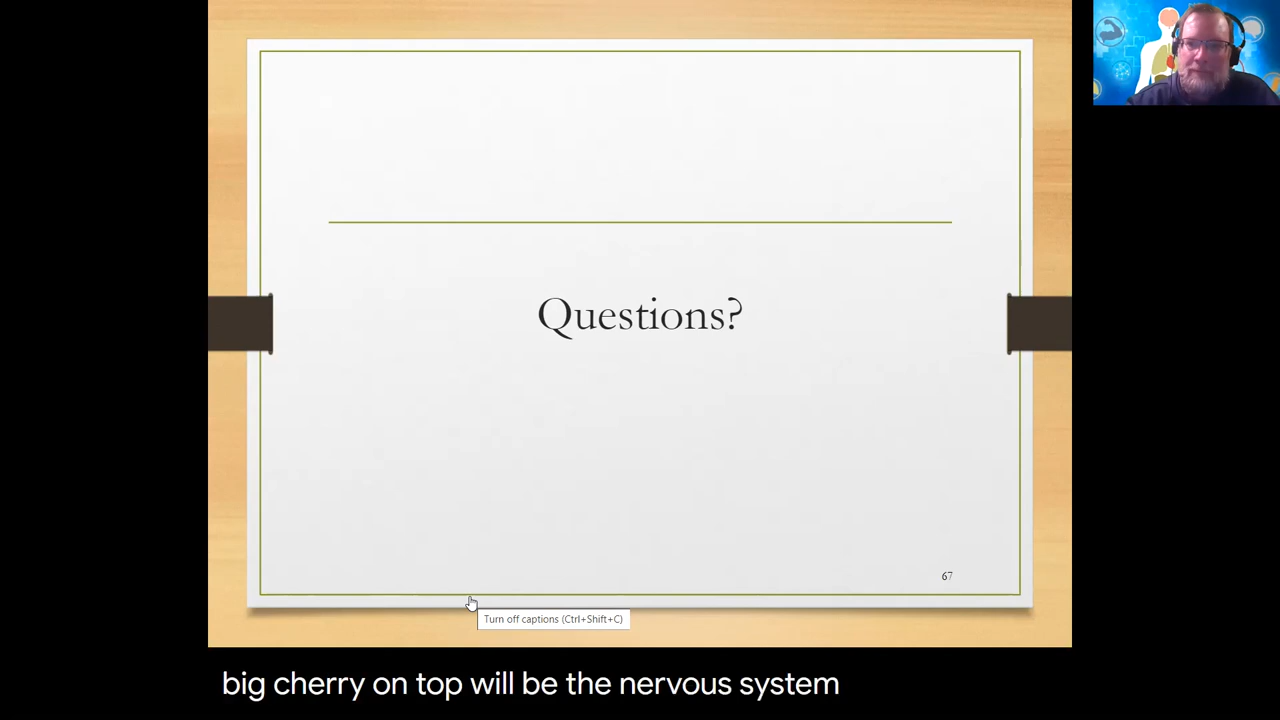 Questions?
67
Turn off captions (Ctrl+Shift+C)
big cherry on top will be the nervous system